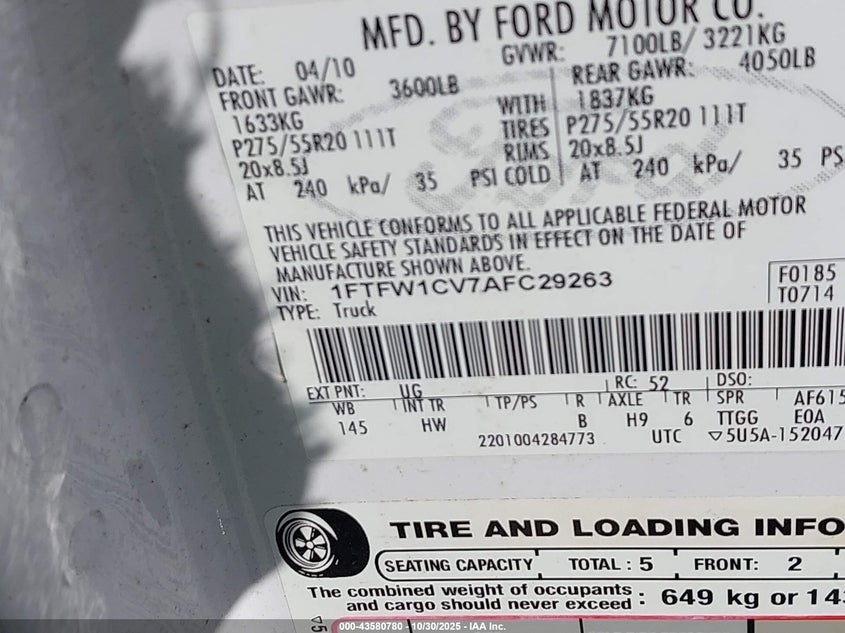 MFD. BY FORD MOTOR CO.
DATE: 04/10 GVWR: 7100LB/ 3221KG
FRONT GAWR: 3600LB REAR GAWR: 4050LB
1633KG WITH 1837KG
P275/55R20 111T TIRES P275/55R20 111T
20x8.5J RIMS 20x8.5J
AT 240 kPa/ 35 PSI COLD AT 240 kPa/ 35 PS
THIS VEHICLE CONFORMS TO ALL APPLICABLE FEDERAL MOTOR
VEHICLE SAFETY STANDARDS IN EFFECT ON THE DATE OF
MANUFACTURE SHOWN ABOVE.
VIN: 1FTFW1CV7AFC29263 F0185
TYPE: Truck T0714
EXT PNT: UG RC: 52 DSO:
WB INT TR TP/PS R AXLE TR SPR AF615
145 HW B H9 6 TTGG E0A
2201004284773 UTC ▽5U5A-152047
TIRE AND LOADING INFO
SEATING CAPACITY TOTAL : 5 FRONT: 2
The combined weight of occupants
and cargo should never exceed : 649 kg or 143
▽5
000-43580780 - 10/30/2025 - IAA Inc.